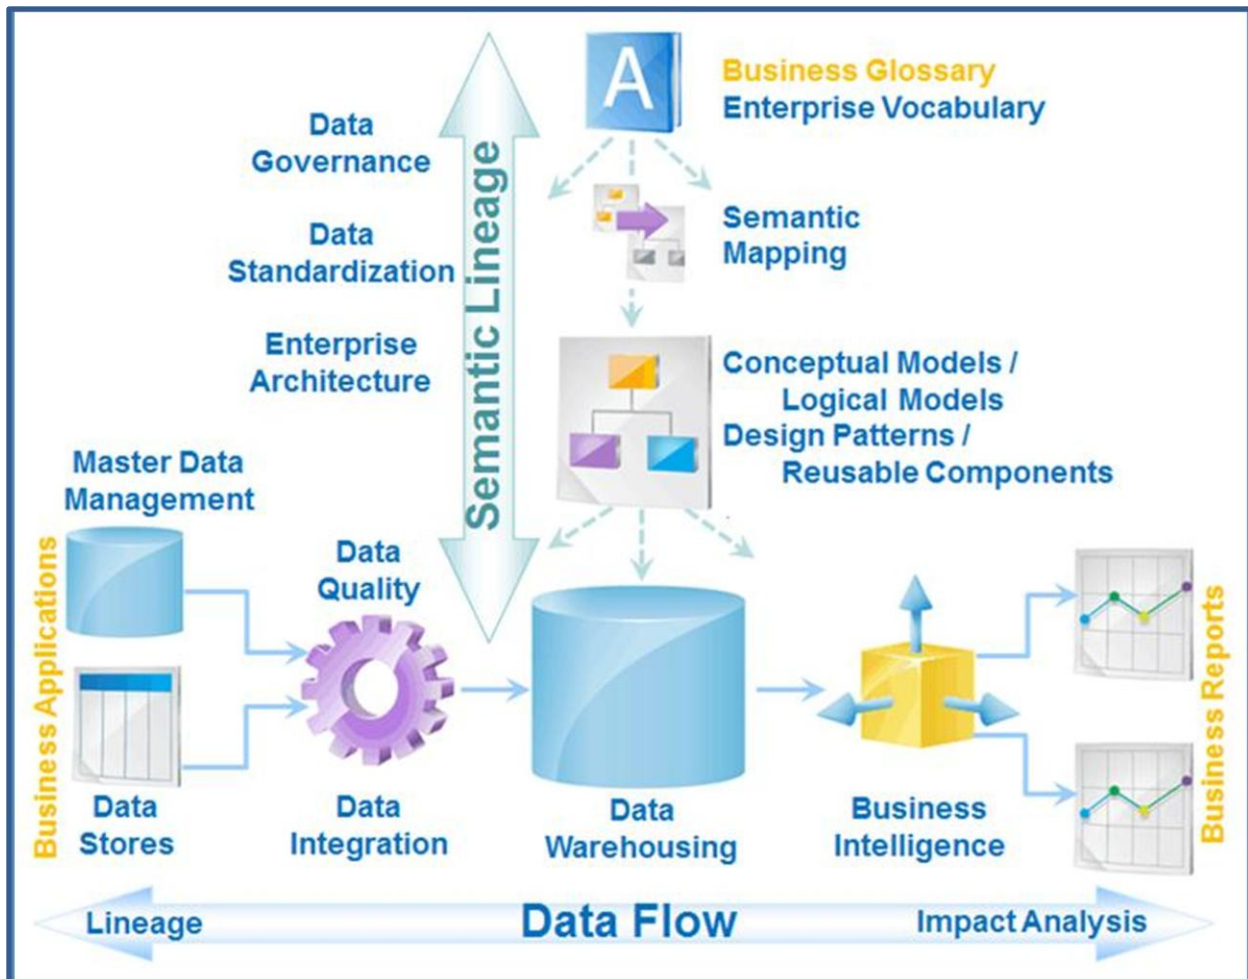 A
Business Glossary
Enterprise Vocabulary
Data
Governance
Semantic Lineage
Semantic
Mapping
Data
Standardization
Enterprise
Architecture
Conceptual Models /
Logical Models
Design Patterns /
Reusable Components
Master Data
Management
Business Applications
Data
Quality
Data
Stores
Data
Integration
Data
Warehousing
Business
Intelligence
Business Reports
Lineage
Data Flow
Impact Analysis